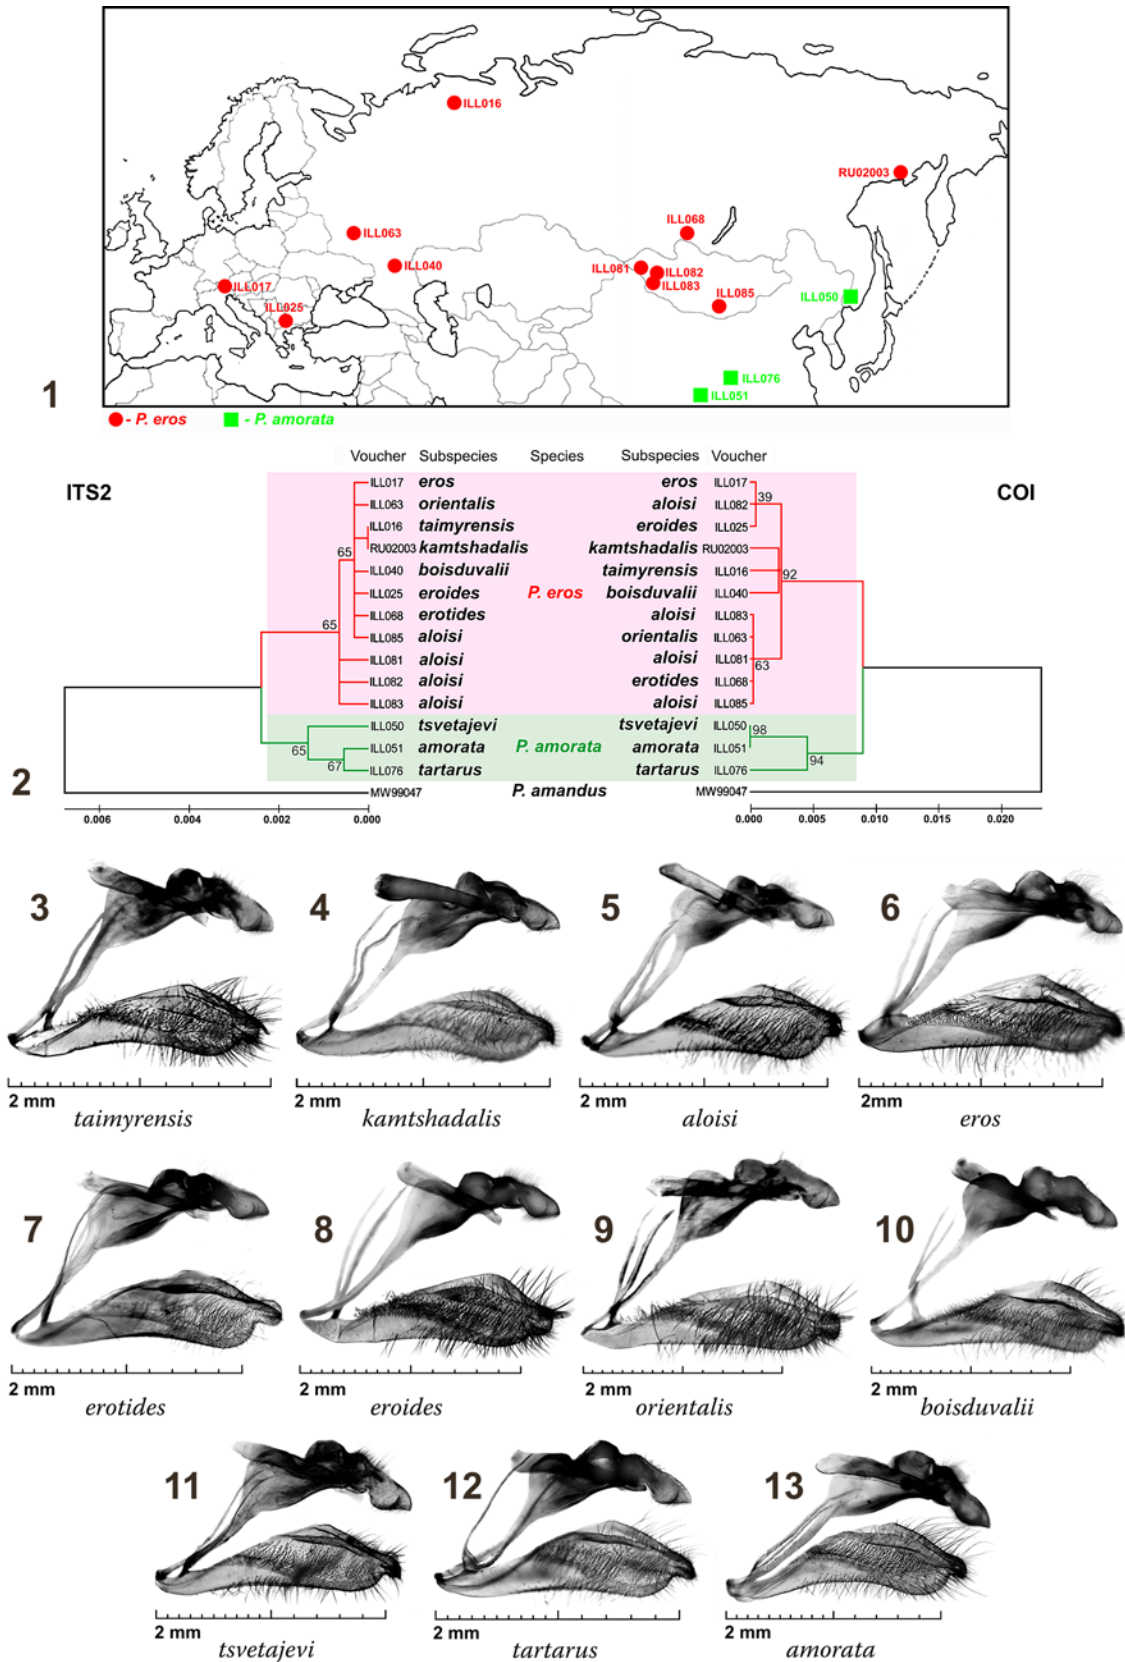 ILL016
RU02003
ILL063
ILL068
ILL040
ILL081
ILL082
ILL083
ILL017
ILL085
ILL050
ILL025
ILL076
ILL051
1
- P. eros
- P. amorata
Voucher Subspecies Species Subspecies Voucher
ITS2
COI
ILL017 eros eros ILL017
39
ILL063 orientalis aloisi ILL082
ILL016 taimyrensis eroides ILL025
65
RU02003 kamtshadalis kamtshadalis RU02003
ILL040 boisduvalii taimyrensis ILL016
92
ILL025 eroides P. eros boisduvalii ILL040
ILL068 erotides aloisi ILL083
65
ILL085 aloisi orientalis ILL063
ILL081 aloisi aloisi ILL081
63
ILL082 aloisi erotides ILL068
ILL083 aloisi aloisi ILL085
ILL050 tsvetajevi tsvetajevi ILL050
98
65
ILL051 amorata P. amorata amorata ILL051
94
67
ILL076 tartarus tartarus ILL076
2
MW99047 P. amandus MW99047
0.006 0.004 0.002 0.000
0.000 0.005 0.010 0.015 0.020
3
4
5
6
2 mm
2 mm
2 mm
2mm
taimyrensis
kamtshadalis
aloisi
eros
7
8
9
10
2 mm
2 mm
2 mm
2 mm
erotides
eroides
orientalis
boisduvalii
11
12
13
2 mm
2 mm
2 mm
tsvetajevi
tartarus
amorata